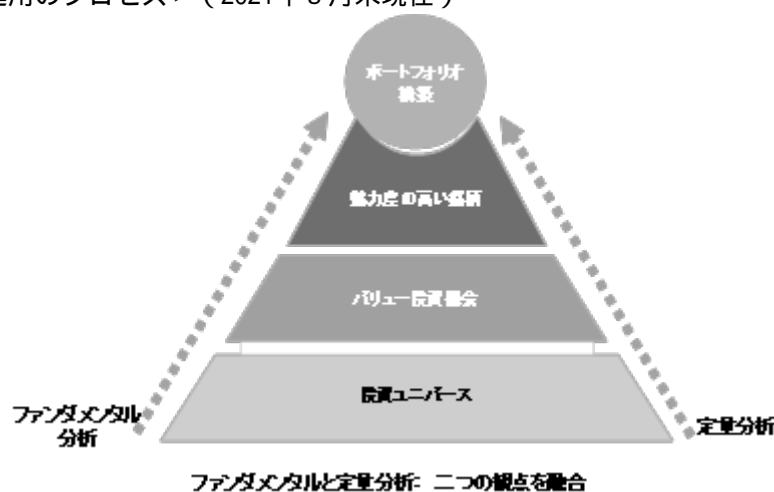 用のプロセス＞（2021年3月末現在）
ポートフォリオ
構築
魅力度の高い銘柄
バリュー投資機会
投資ユニバース
ファンダメンタル
分析
定量分析
ファンダメンタルと定量分析: 二つの観点を融合